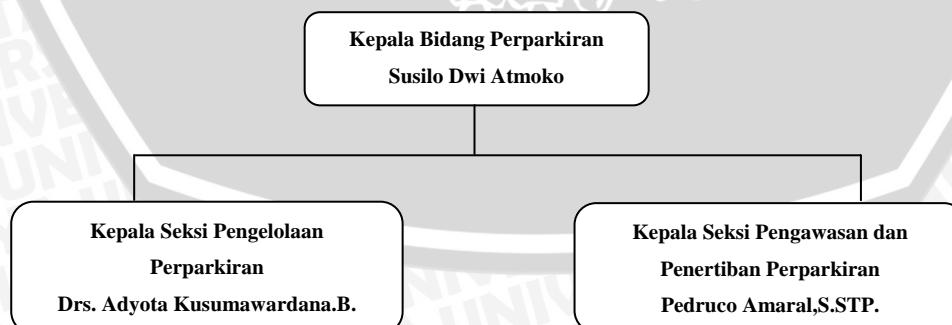 Kepala Bidang Perparkiran
Susilo Dwi Atmoko
Kepala Seksi Pengelolaan
Perparkiran
Drs. Adyota Kusumawardana.B.
Kepala Seksi Pengawasan dan
Penertiban Perparkiran
Pedruco Amaral,S.STP.